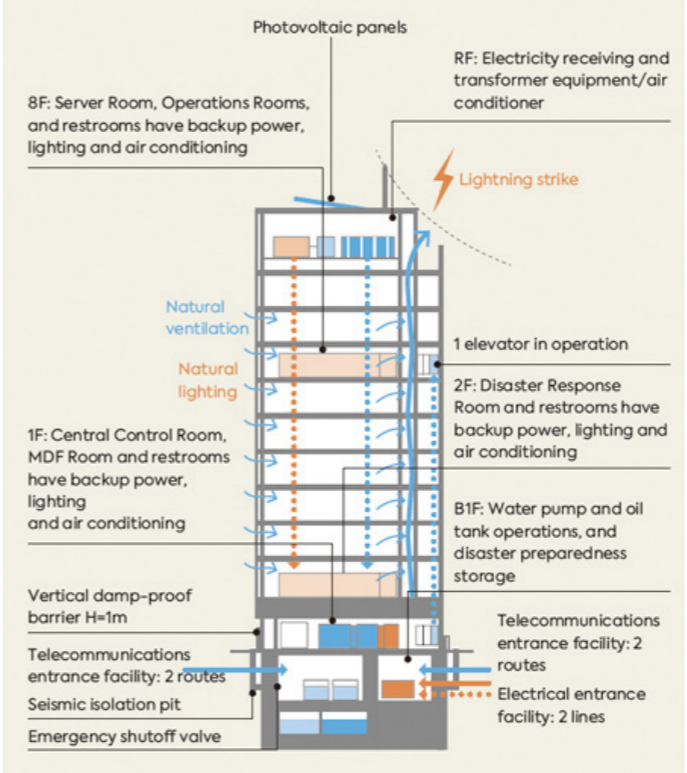 Photovoltaic panels
RF: Electricity receiving and
transformer equipment/air
conditioner
8F: Server Room, Operations Rooms,
and restrooms have backup power,
lighting and air conditioning
Lightning strike
Natural
ventilation
Natural
lighting
1 elevator in operation
2F: Disaster Response
Room and restrooms have
backup power, lighting and
air conditioning
1F: Central Control Room,
MDF Room and restrooms
have backup power,
lighting
and air conditioning
B1F: Water pump and oil
tank operations, and
disaster preparedness
storage
Vertical damp-proof
barrier H=1m
Telecommunications
entrance facility: 2 routes
Seismic isolation pit
Emergency shutoff valve
Telecommunications
entrance facility: 2
routes
Electrical entrance
facility: 2 lines